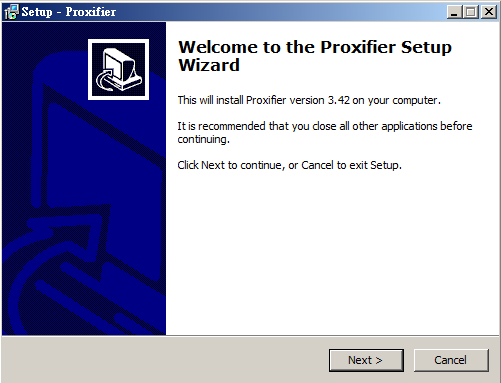 Setup - Proxifier
Welcome to the Proxifier Setup
Wizard
This will install Proxifier version 3.42 on your computer.
It is recommended that you close all other applications before
continuing.
Click Next to continue, or Cancel to exit Setup.
Next >
Cancel